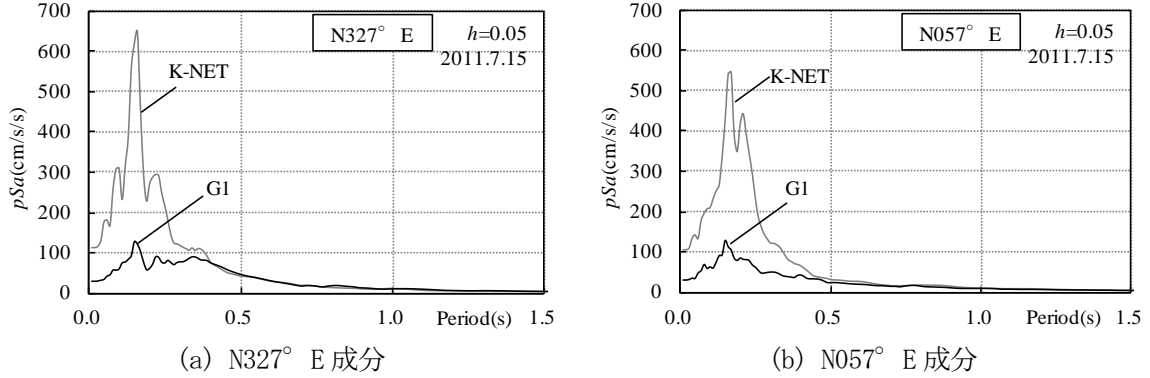 700
600
500
400
300
200
100
0
pSa(cm/s/s)
N327° E
h=0.05
2011.7.15
K-NET
G1
0.0
0.5
1.0
Period(s)
1.5
(a) N327° E成分
700
600
500
400
300
200
100
0
pSa(cm/s/s)
N057° E
h=0.05
2011.7.15
K-NET
G1
0.0
0.5
1.0
Period(s)
1.5
(b) N057° E成分